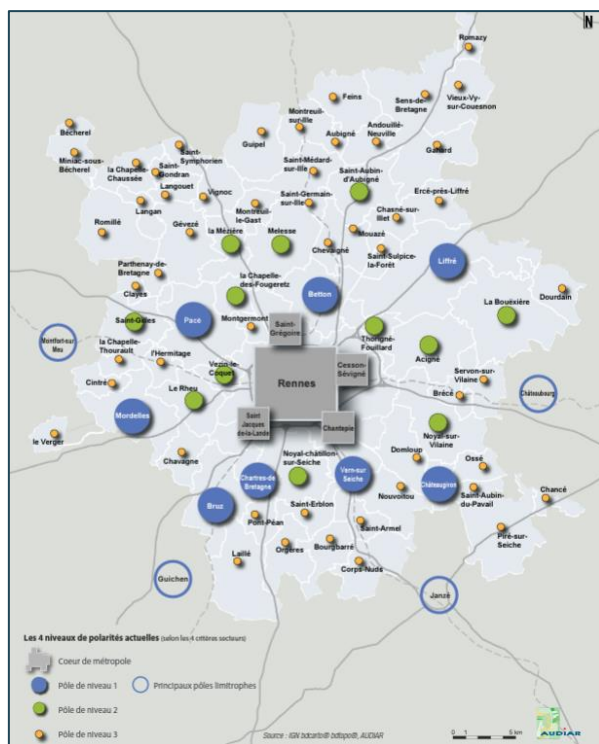 N
Romazy
Feins
Sens-de-
Bretagne
Vieux-Vy-
sur-Couesnon
Montreuil-
sur-Ille
Andouillé-
Neuville
Aubigné
Bécherel
Guipel
Gahard
Saint-
Symphorien
Miniac-sous-
Bécherel
la Chapelle-
Chaussée
Saint-
Gondran
Saint-Médard-
sur-Ille
Saint-Aubin-
d'Aubigné
Langouet
Vignoc
Saint-Germain-
sur-Ille
Ercé-près-Liffré
Langan
Montreuil-
le-Gast
Chasné-sur-
Illet
Romillé
Gévezé
la Mézière
Melesse
Mouazé
Chevaigné
Saint-Sulpice-
la-Forêt
Liffré
Parthenay-de-
Bretagne
la Chapelle-
des-Fougeretz
Betton
Dourdain
Clayes
La Bouëxière
Saint-Gilles
Pacé
Montgermont
Saint-
Grégoire
Thorigné-
Fouillard
Montfort-sur
Meu
la Chapelle-
Thouarault
l'Hermitage
Acigné
Vezin-le-
Coquet
Cesson-
Sévigné
Servon-sur-
Vilaine
Cintré
Le Rheu
Rennes
Brécé
Châteaubourg
Mordelles
Saint
Jacques
de-la-Lande
Chantepie
Noyal-sur-
Vilaine
le Verger
Chavagne
Noyal-châtillon-
sur-Seiche
Domloup
Ossé
Chartres-de
Bretagne
Vern-sur
Seiche
Châteaugiron
Nouvoitou
Saint-Aubin-
du-Pavail
Chancé
Bruz
Pont-Péan
Saint-Erblon
Saint-Armel
Piré-sur-
Seiche
Laillé
Orgères
Bourgbarré
Corps-Nuds
Guichen
Janzé
Les 4 niveaux de polarités actuelles (selon les 4 critères secteurs)
Coeur de métropole
Pôle de niveau 1
Principaux pôles limitrophes
Pôle de niveau 2
Pôle de niveau 3
Source : IGN bdcarto® bdtopo®, AUDIAR
0 1 5 km
AUDIAR